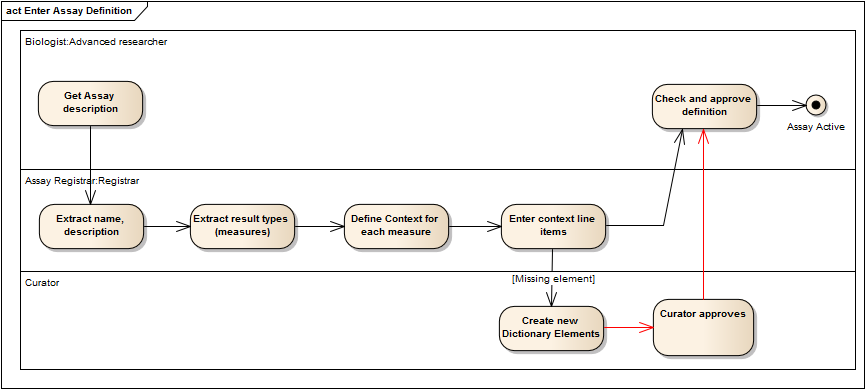 act Enter Assay Definition
Biologist:Advanced researcher
Get Assay
description
Check and approve
definition
Assay Active
Assay Registrar:Registrar
Extract name,
description
Extract result types
(measures)
Define Context for
each measure
Enter context line
items
[Missing element]
Curator
Create new
Dictionary Elements
Curator approves